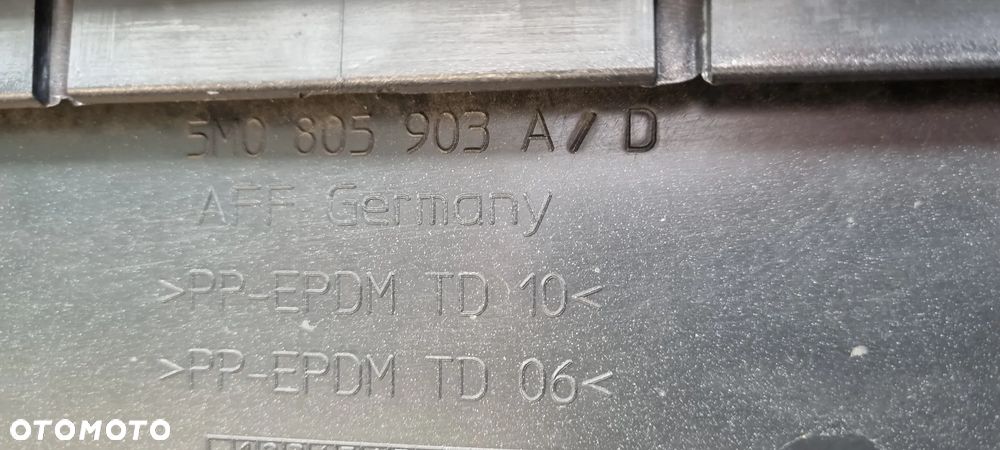 5M0 805 903 A / D
AFF Germany
>PP-EPDM TD 10<
>PP-EPDM TD 06<
OTOMOTO